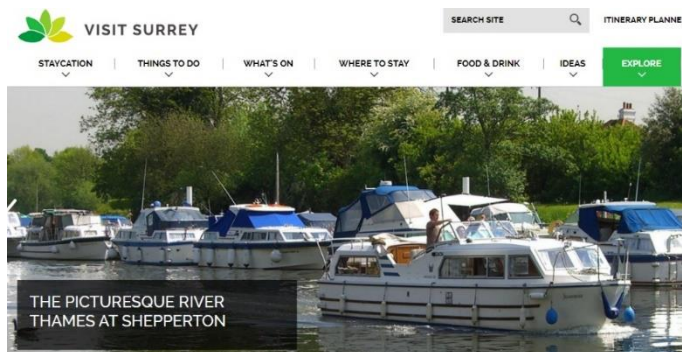 VISIT SURREY
SEARCH SITE
ITINERARY PLANNE
STAYCATION
THINGS TO DO
WHAT'S ON
WHERE TO STAY
FOOD & DRINK
IDEAS
EXPLORE
THE PICTURESQUE RIVER
THAMES AT SHEPPERTON